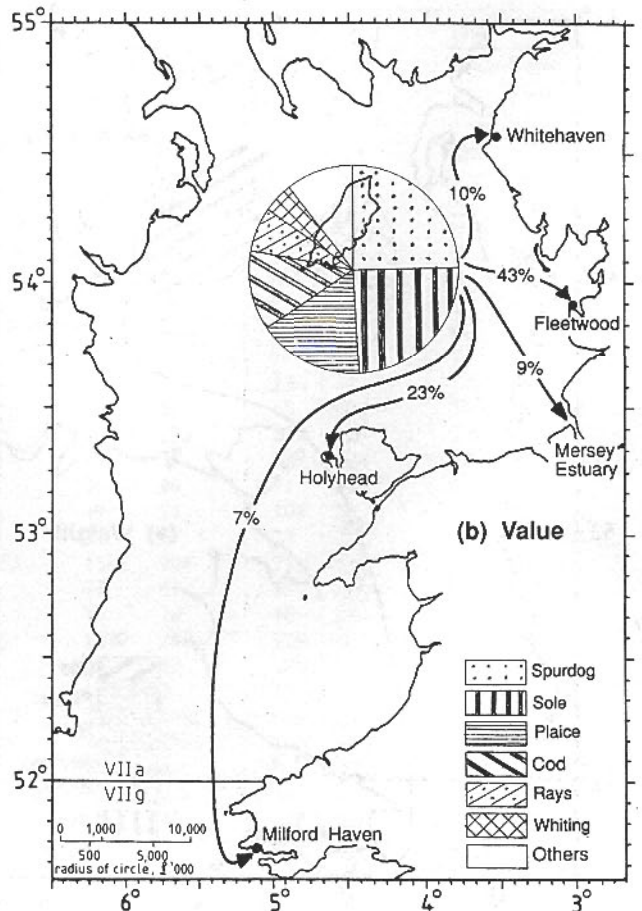 55°
Whitehaven
10%
54°
43%
Fleetwood
9%
23%
Mersey
Estuary
Holyhead
7%
53°
(b) Value
Spurdog
Sole
Plaice
Cod
Rays
Whiting
Others
52°
VIIa
VIIg
0 1,000 10,000
500 5,000
radius of circle, £'000
Milford Haven
6° 5° 4° 3°